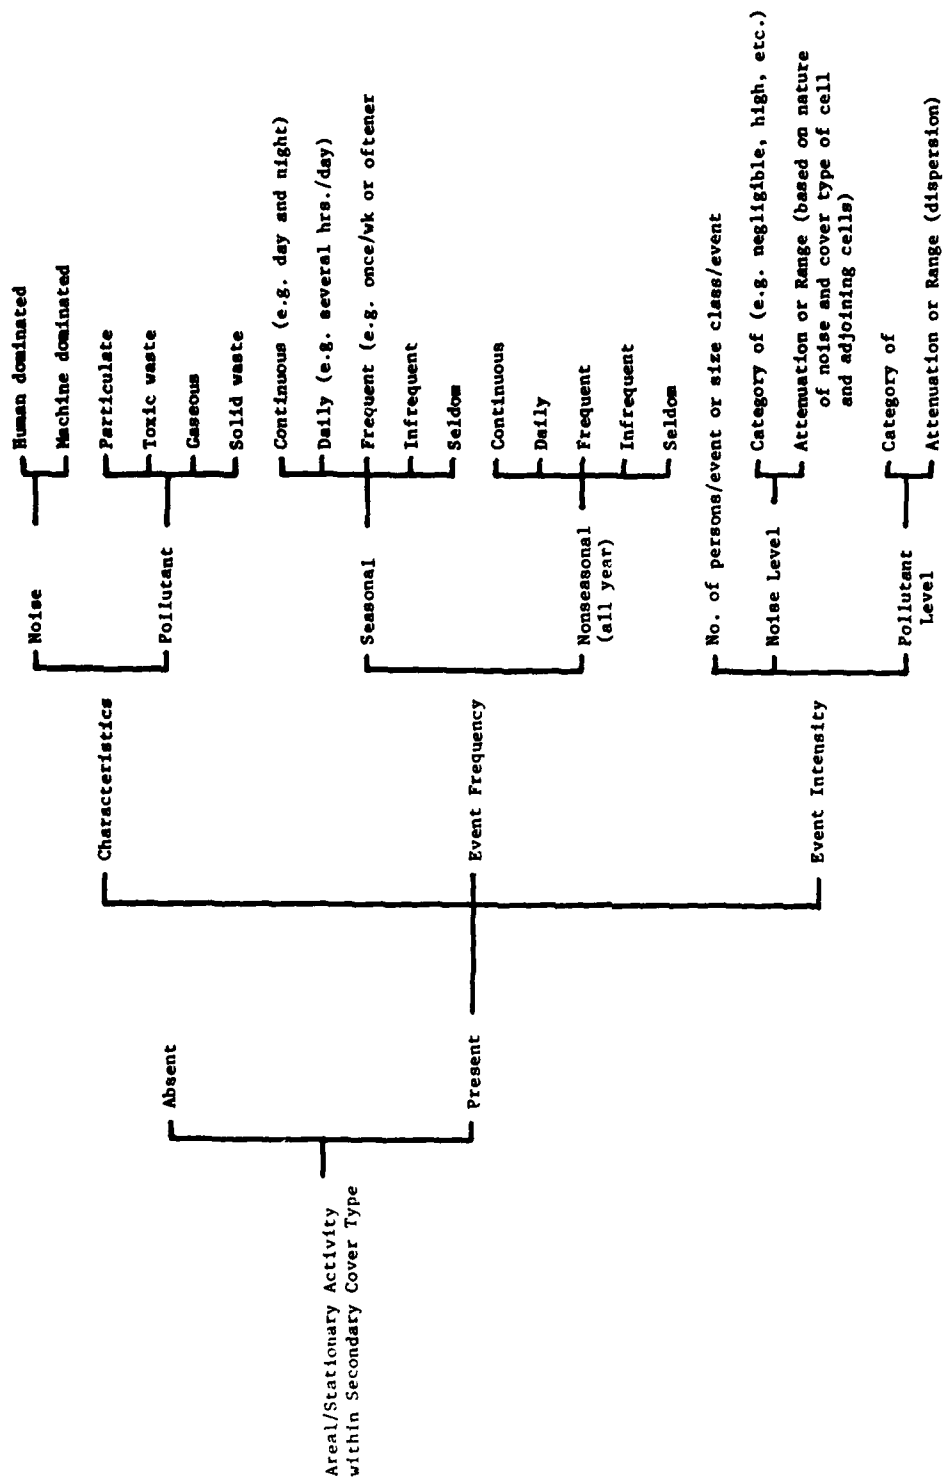 Areal/Stationary Activity
within Secondary Cover Type
Absent
Present
Characteristics
Noise
Human dominated
Machine dominated
Pollutant
Particulate
Toxic waste
Gaseous
Solid waste
Event Frequency
Seasonal
Continuous (e.g. day and night)
Daily (e.g. several hrs./day)
Frequent (e.g. once/wk or oftener
Infrequent
Seldom
Nonseasonal
(all year)
Continuous
Daily
Frequent
Infrequent
Seldom
Event Intensity
No. of persons/event or size class/event
Noise Level
Category of (e.g. negligible, high, etc.)
Attenuation or Range (based on nature
of noise and cover type of cell
and adjoining cells)
Pollutant
Level
Category of
Attenuation or Range (dispersion)